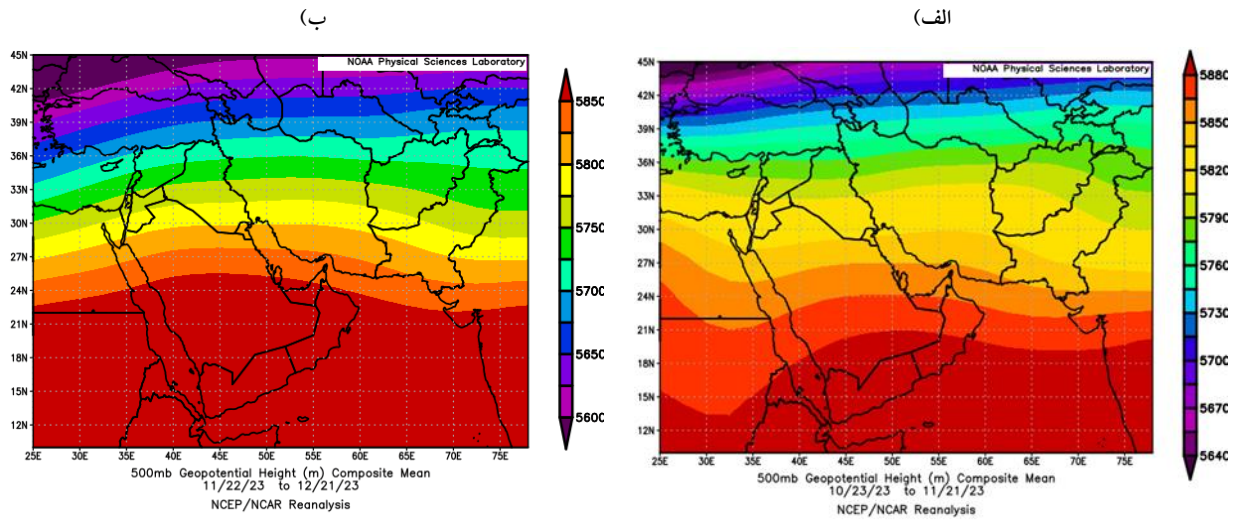 الف)
NOAA Physical Sciences Laboratory
45N
42N
39N
36N
33N
30N
27N
24N
21N
18N
15N
12N
25E 30E 35E 40E 45E 50E 55E 60E 65E 70E 75E
5880
5850
5820
5790
5760
5730
5700
5670
5640
500mb Geopotential Height (m) Composite Mean
10/23/23 to 11/21/23
NCEP/NCAR Reanalysis
ب)
NOAA Physical Sciences Laboratory
45N
42N
39N
36N
33N
30N
27N
24N
21N
18N
15N
12N
25E 30E 35E 40E 45E 50E 55E 60E 65E 70E 75E
5850
5800
5750
5700
5650
5600
500mb Geopotential Height (m) Composite Mean
11/22/23 to 12/21/23
NCEP/NCAR Reanalysis